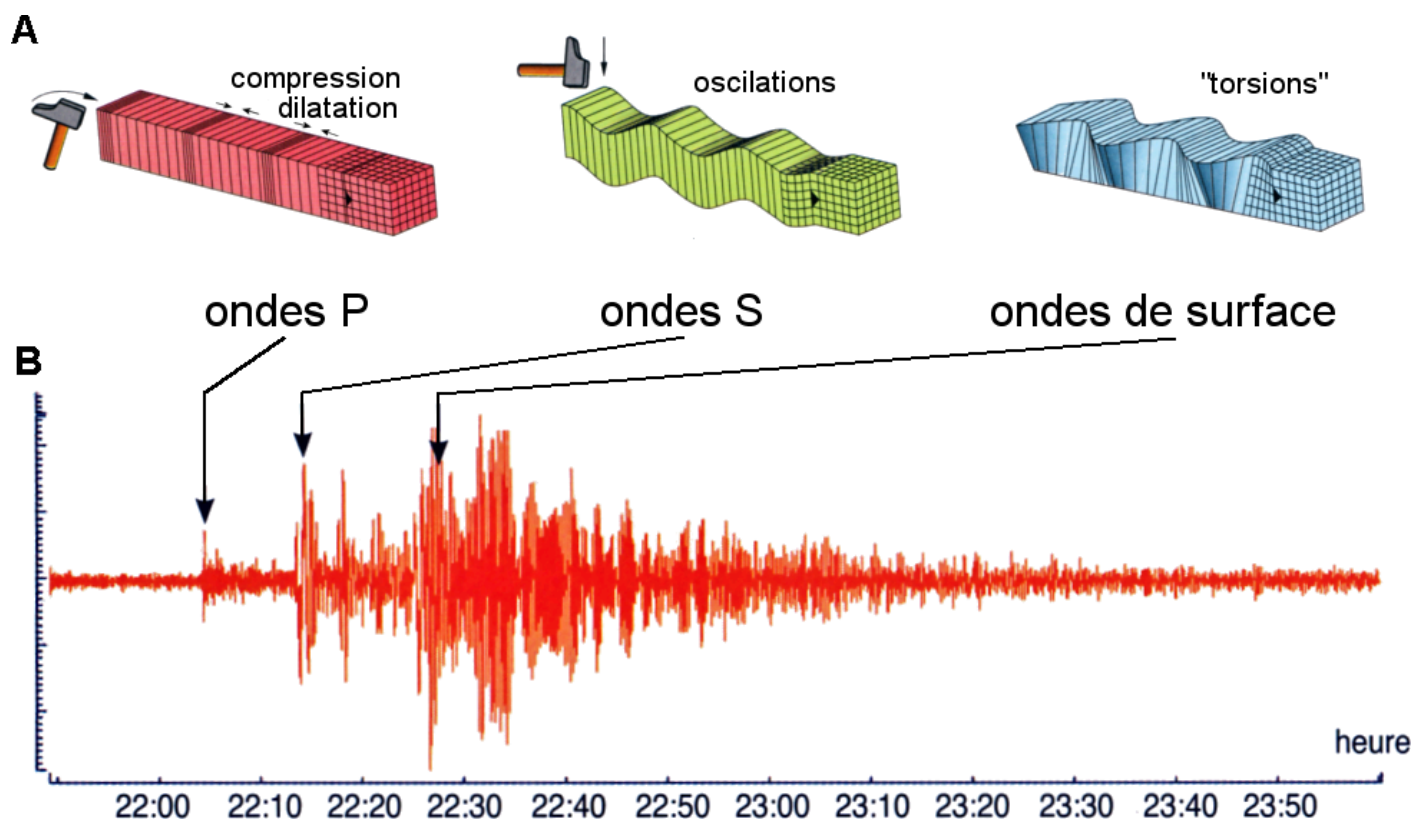 A
compression
dilatation
oscilations
"torsions"
ondes P
ondes S
ondes de surface
B
heure
22:00 22:10 22:20 22:30 22:40 22:50 23:00 23:10 23:20 23:30 23:40 23:50